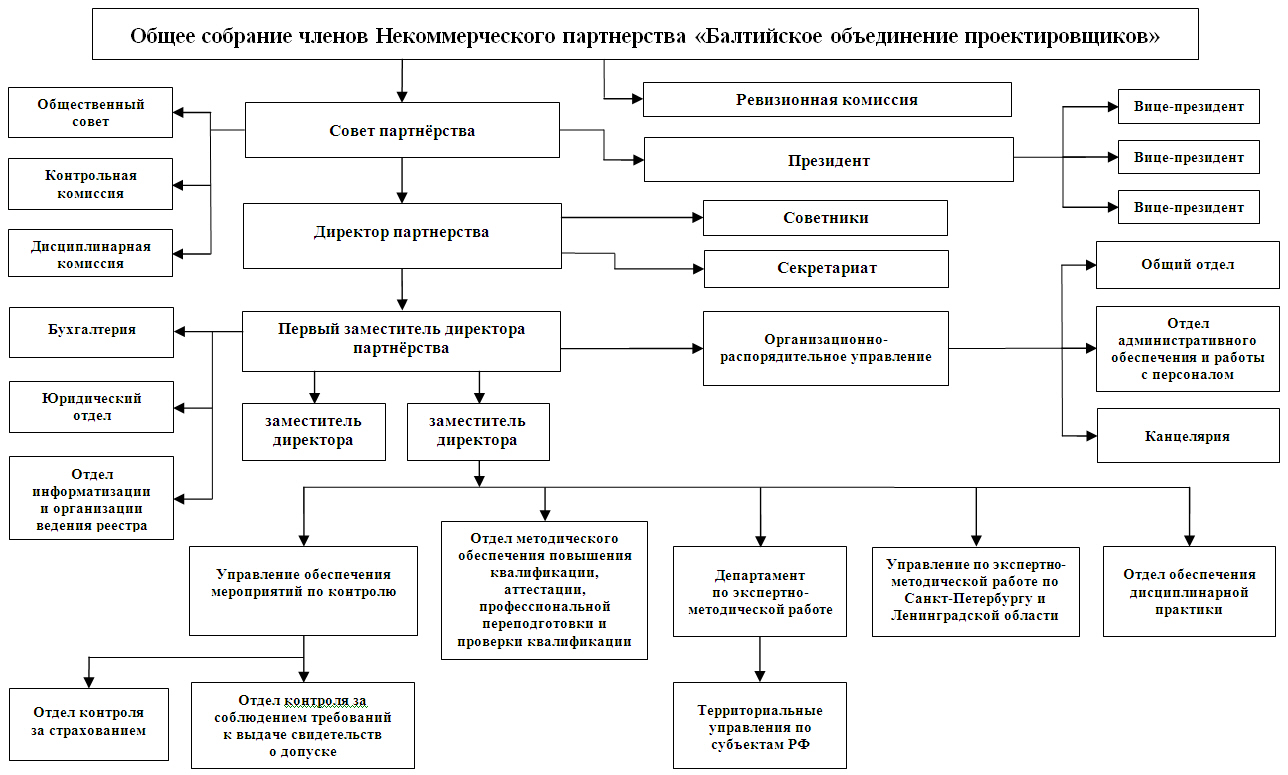 Общее собрание членов Некоммерческого партнерства «Балтийское объединение проектировщиков»
Общественный
совет
Контрольная
комиссия
Дисциплинарная
комиссия
Совет партнёрства
Ревизионная комиссия
Президент
Вице-президент
Вице-президент
Вице-президент
Директор партнерства
Советники
Секретариат
Первый заместитель директора
партнёрства
Бухгалтерия
Юридический
отдел
Отдел
информатизации
и организации
ведения реестра
Организационно-
распорядительное управление
Общий отдел
Отдел
административного
обеспечения и работы
с персоналом
Канцелярия
заместитель
директора
заместитель
директора
Управление обеспечения
мероприятий по контролю
Отдел методического
обеспечения повышения
квалификации,
аттестации,
профессиональной
переподготовки и
проверки квалификации
Департамент
по экспертно-
методической работе
Управление по экспертно-
методической работе по
Санкт-Петербургу и
Ленинградской области
Отдел обеспечения
дисциплинарной
практики
Отдел контроля
за страхованием
Отдел контроля за
соблюдением требований
к выдаче свидетельств
о допуске
Территориальные
управления по
субъектам РФ